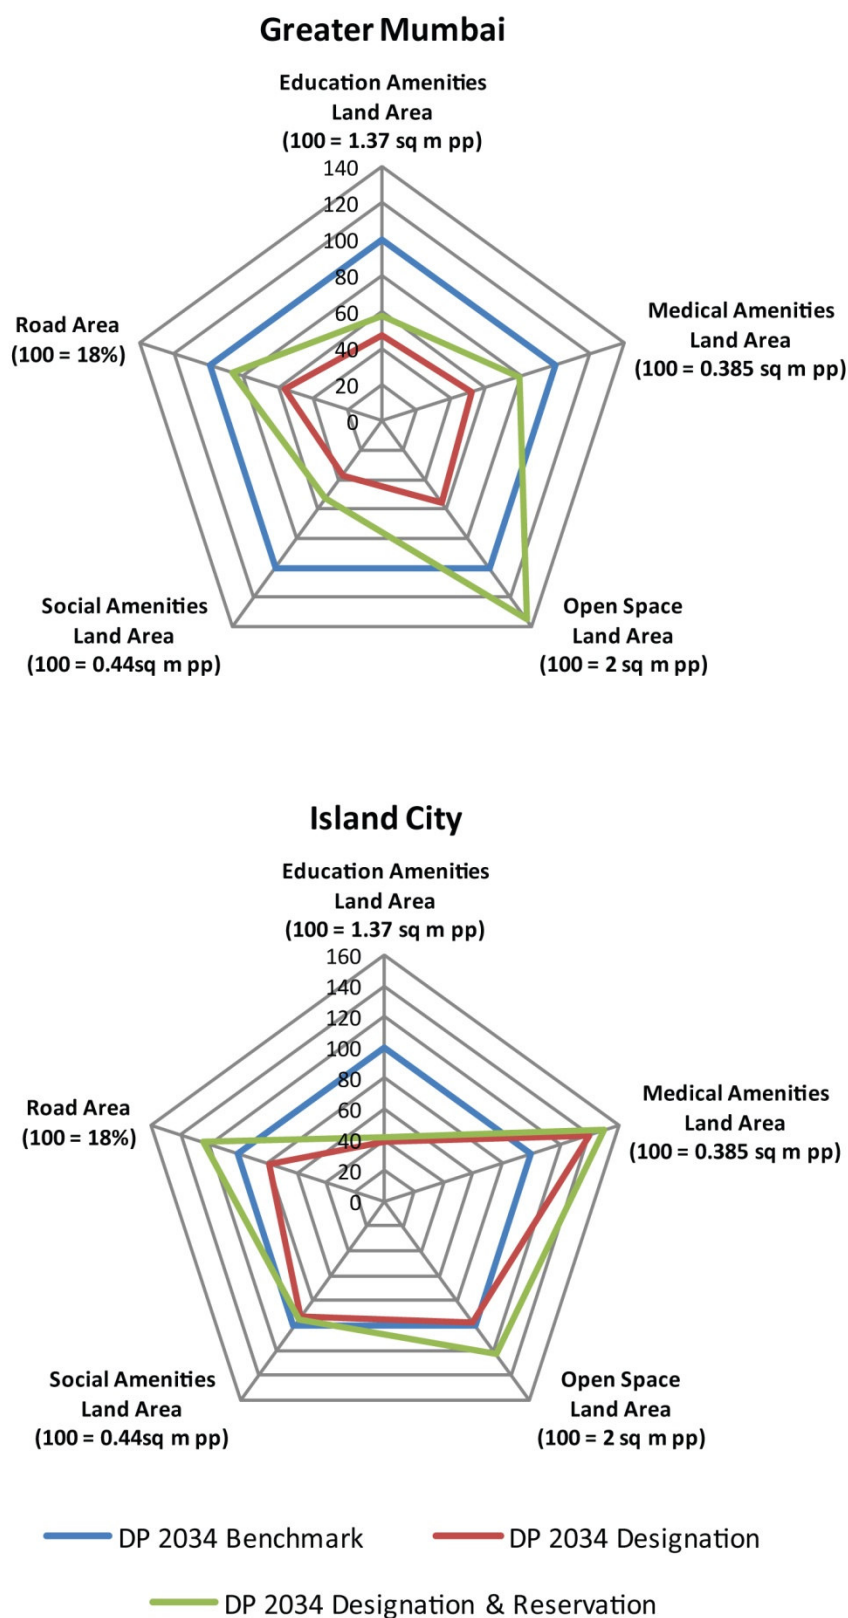 Greater Mumbai
Education Amenities
Land Area
(100 = 1.37 sq m pp)
140
120
100
80
60
40
20
0
Medical Amenities
Land Area
(100 = 0.385 sq m pp)
Road Area
(100 = 18%)
Social Amenities
Land Area
(100 = 0.44sq m pp)
Open Space
Land Area
(100 = 2 sq m pp)
Island City
Education Amenities
Land Area
(100 = 1.37 sq m pp)
160
140
120
100
80
60
40
20
0
Medical Amenities
Land Area
(100 = 0.385 sq m pp)
Road Area
(100 = 18%)
Social Amenities
Land Area
(100 = 0.44sq m pp)
Open Space
Land Area
(100 = 2 sq m pp)
DP 2034 Benchmark
DP 2034 Designation
DP 2034 Designation & Reservation